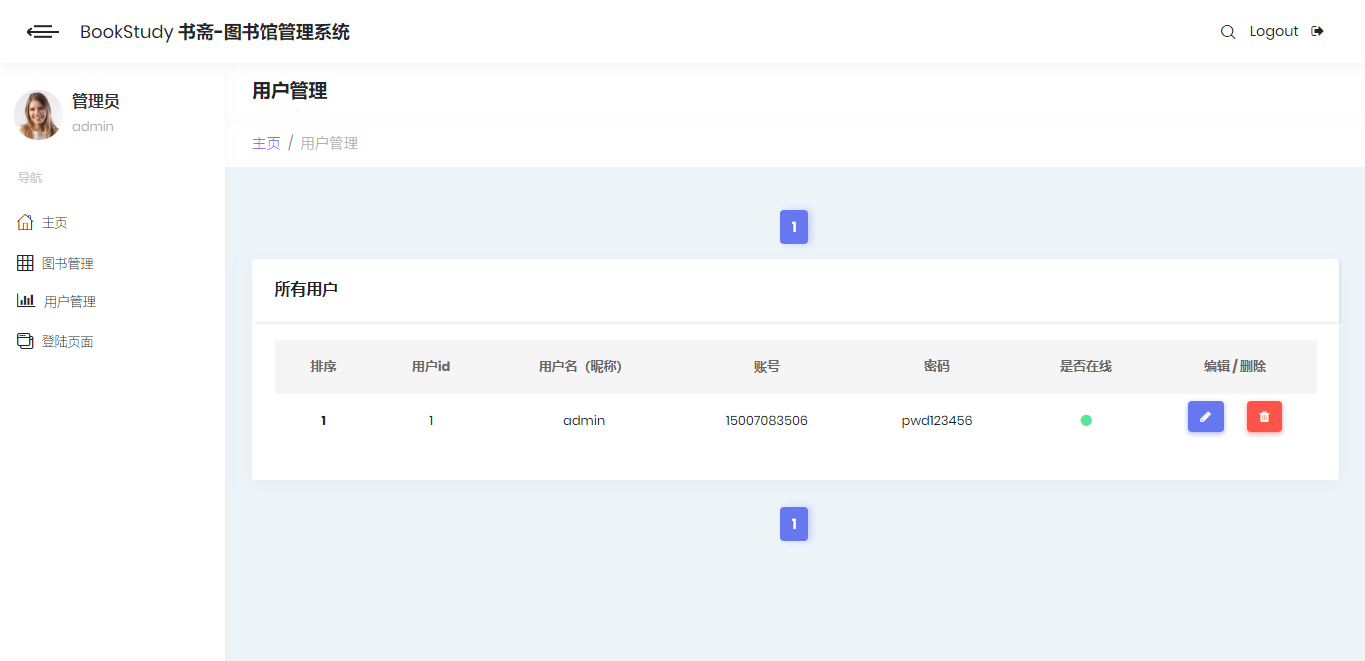 BookStudy 书斋-图书馆管理系统
Logout
管理员
admin
导航
主页
图书管理
用户管理
登陆页面
用户管理
主页 / 用户管理
1
所有用户
排序 用户id 用户名（昵称） 账号 密码 是否在线 编辑/删除
1 1 admin 15007083506 pwd123456
1